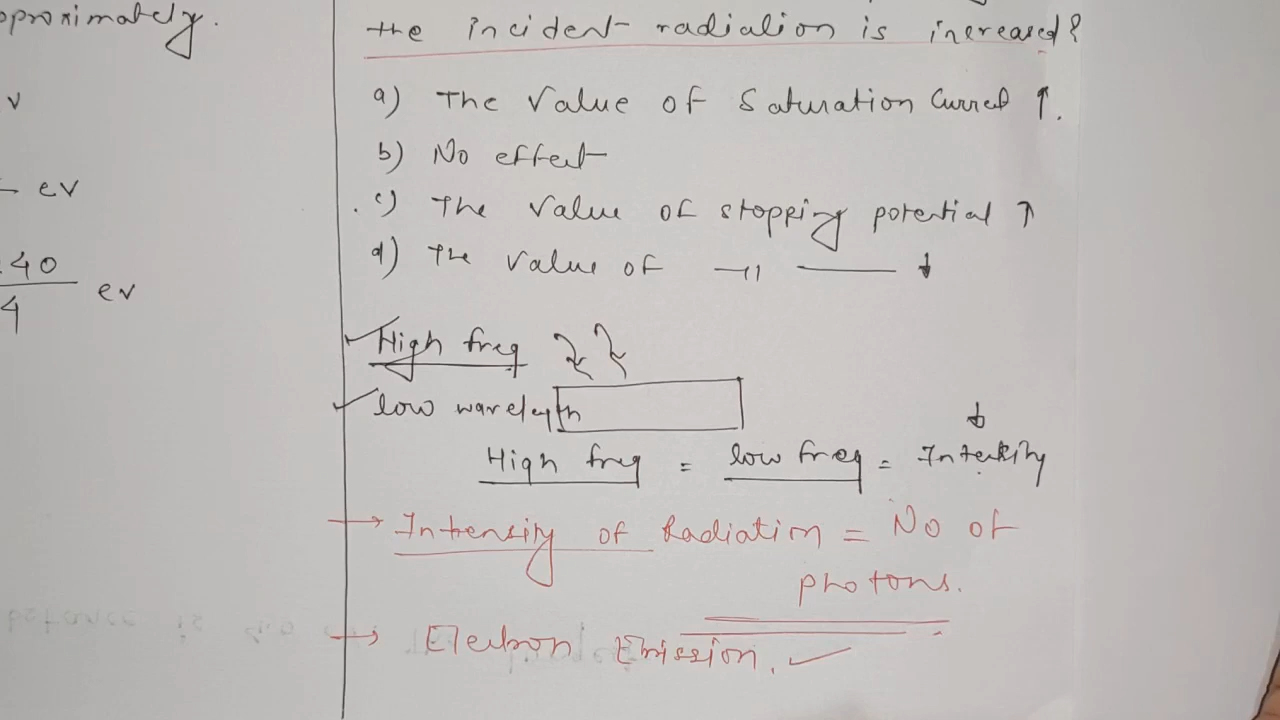 pproximately.
v
ev
40
4
ev
the incident radiation is increased?
a) The value of saturation current ↑.
b) No effect
c) The value of stopping potential ↑
d) The value of —11 —— ↓
High freq
low wavelength
High freq = low freq = Intensity ↓
→ Intensity of Radiation = No of
photons.
→ Electron Emission.